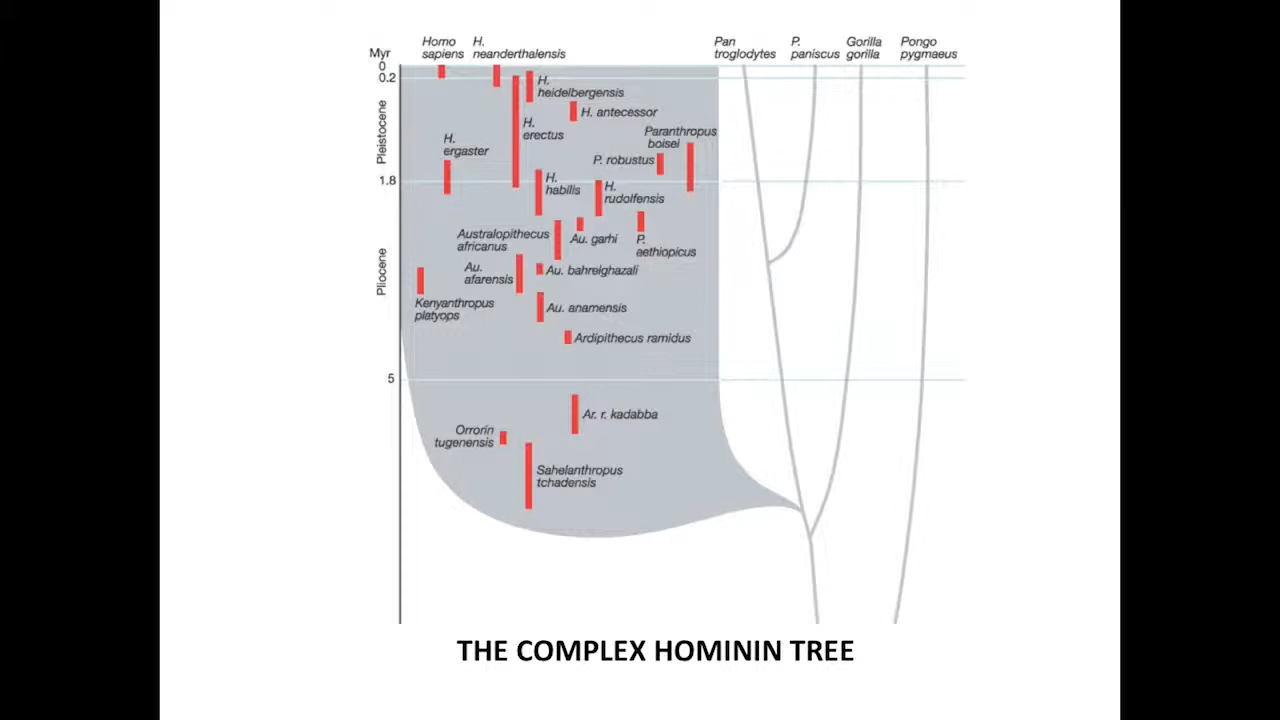 Homo
sapiens
H.
neanderthalensis
Pan
troglodytes
P.
paniscus
Gorilla
gorilla
Pongo
pygmaeus
Myr
0
0.2
H.
heidelbergensis
H. antecessor
Pleistocene
H.
erectus
Paranthropus
boisei
H.
ergaster
P. robustus
1.8
H.
habilis
H.
rudolfensis
Australopithecus
africanus
Au. garhi
P.
aethiopicus
Pliocene
Au.
afarensis
Au. bahrelghazali
Kenyanthropus
platyops
Au. anamensis
Ardipithecus ramidus
5
Ar. r. kadabba
Orrorin
tugenensis
Sahelanthropus
tchadensis
THE COMPLEX HOMININ TREE